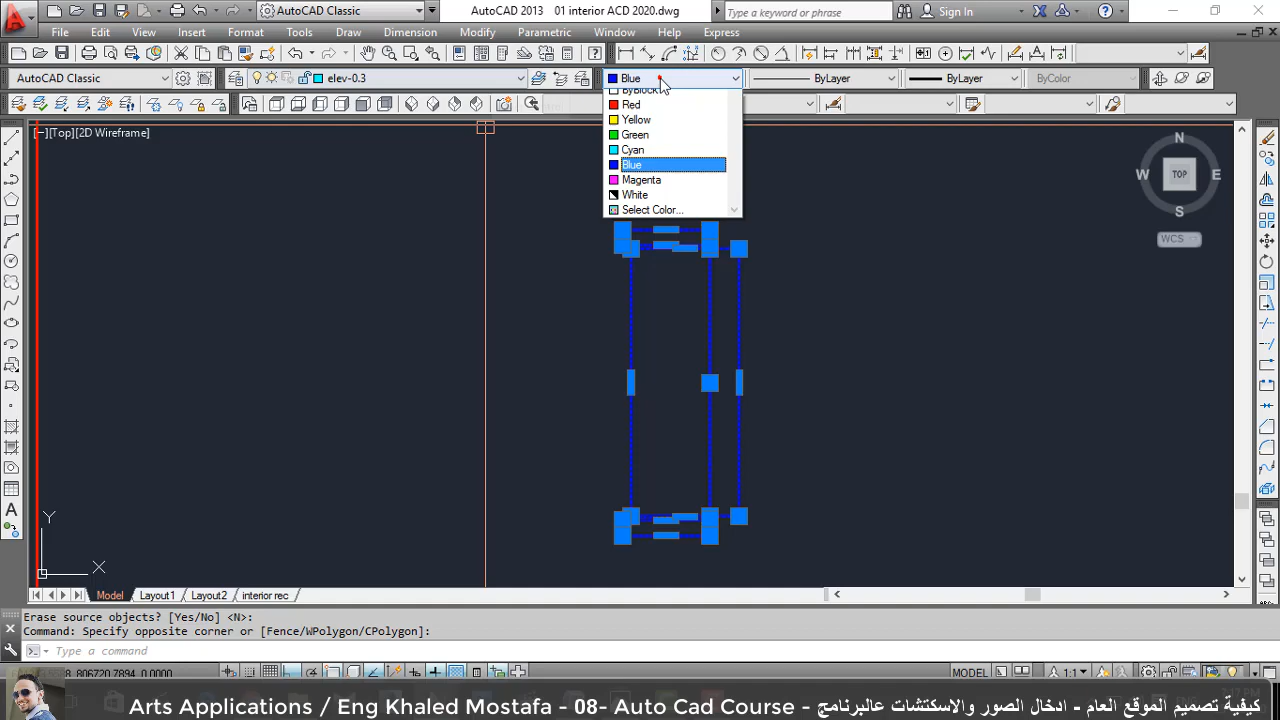 AutoCAD Classic
AutoCAD 2013 01 interior ACD 2020.dwg
Type a keyword or phrase
Sign In
File Edit View Insert Format Tools Draw Dimension Modify Parametric Window Help Express
AutoCAD Classic
elev-0.3
Blue
ByLayer
ByLayer
ByColor
ByBlock
Red
Yellow
Green
Cyan
Blue
Magenta
White
Select Color...
[−][Top][2D Wireframe]
N
W TOP E
S
WCS
Y
X
Model Layout1 Layout2 interior rec
Erase source objects? [Yes/No] <N>:
Command: Specify opposite corner or [Fence/WPolygon/CPolygon]:
Type a command
MODEL
1:1
Arts Applications / Eng Khaled Mostafa - 08- Auto Cad Course - كيفية تصميم الموقع العام - ادخال الصور والاسكتشات عالبرنامج